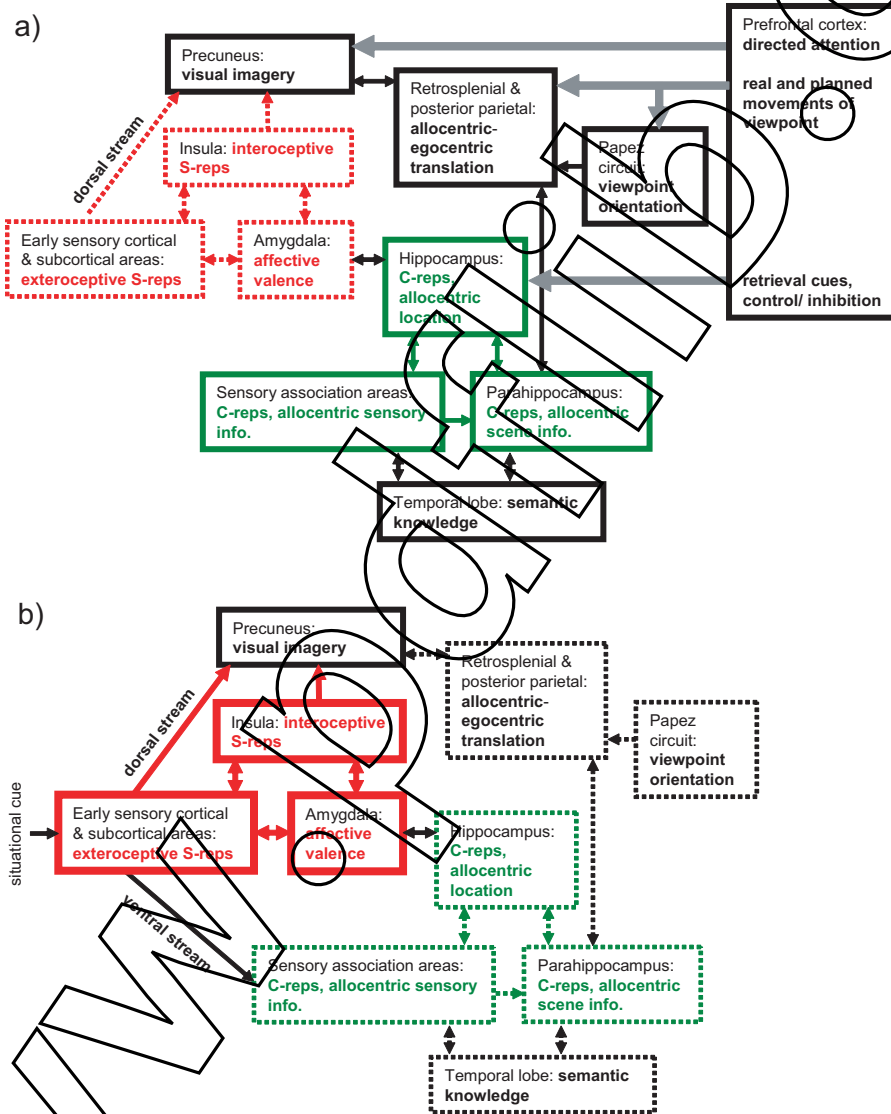 a)
Precuneus:
visual imagery
Prefrontal cortex:
directed attention
real and planned
movements of
viewpoint
retrieval cues,
control/ inhibition
Retrosplenial &
posterior parietal:
allocentric-
egocentric
translation
Papez
circuit:
viewpoint
orientation
dorsal stream
Insula: interoceptive
S-reps
Early sensory cortical
& subcortical areas:
exteroceptive S-reps
Amygdala:
affective
valence
Hippocampus:
C-reps,
allocentric
location
Sensory association areas:
C-reps, allocentric sensory
info.
Parahippocampus:
C-reps, allocentric
scene info.
Temporal lobe: semantic
knowledge
b)
Precuneus:
visual imagery
Retrosplenial &
posterior parietal:
allocentric-
egocentric
translation
Papez
circuit:
viewpoint
orientation
dorsal stream
Insula: interoceptive
S-reps
situational cue
Early sensory cortical
& subcortical areas:
exteroceptive S-reps
Amygdala:
affective
valence
Hippocampus:
C-reps,
allocentric
location
ventral stream
Sensory association areas:
C-reps, allocentric sensory
info.
Parahippocampus:
C-reps, allocentric
scene info.
Temporal lobe: semantic
knowledge